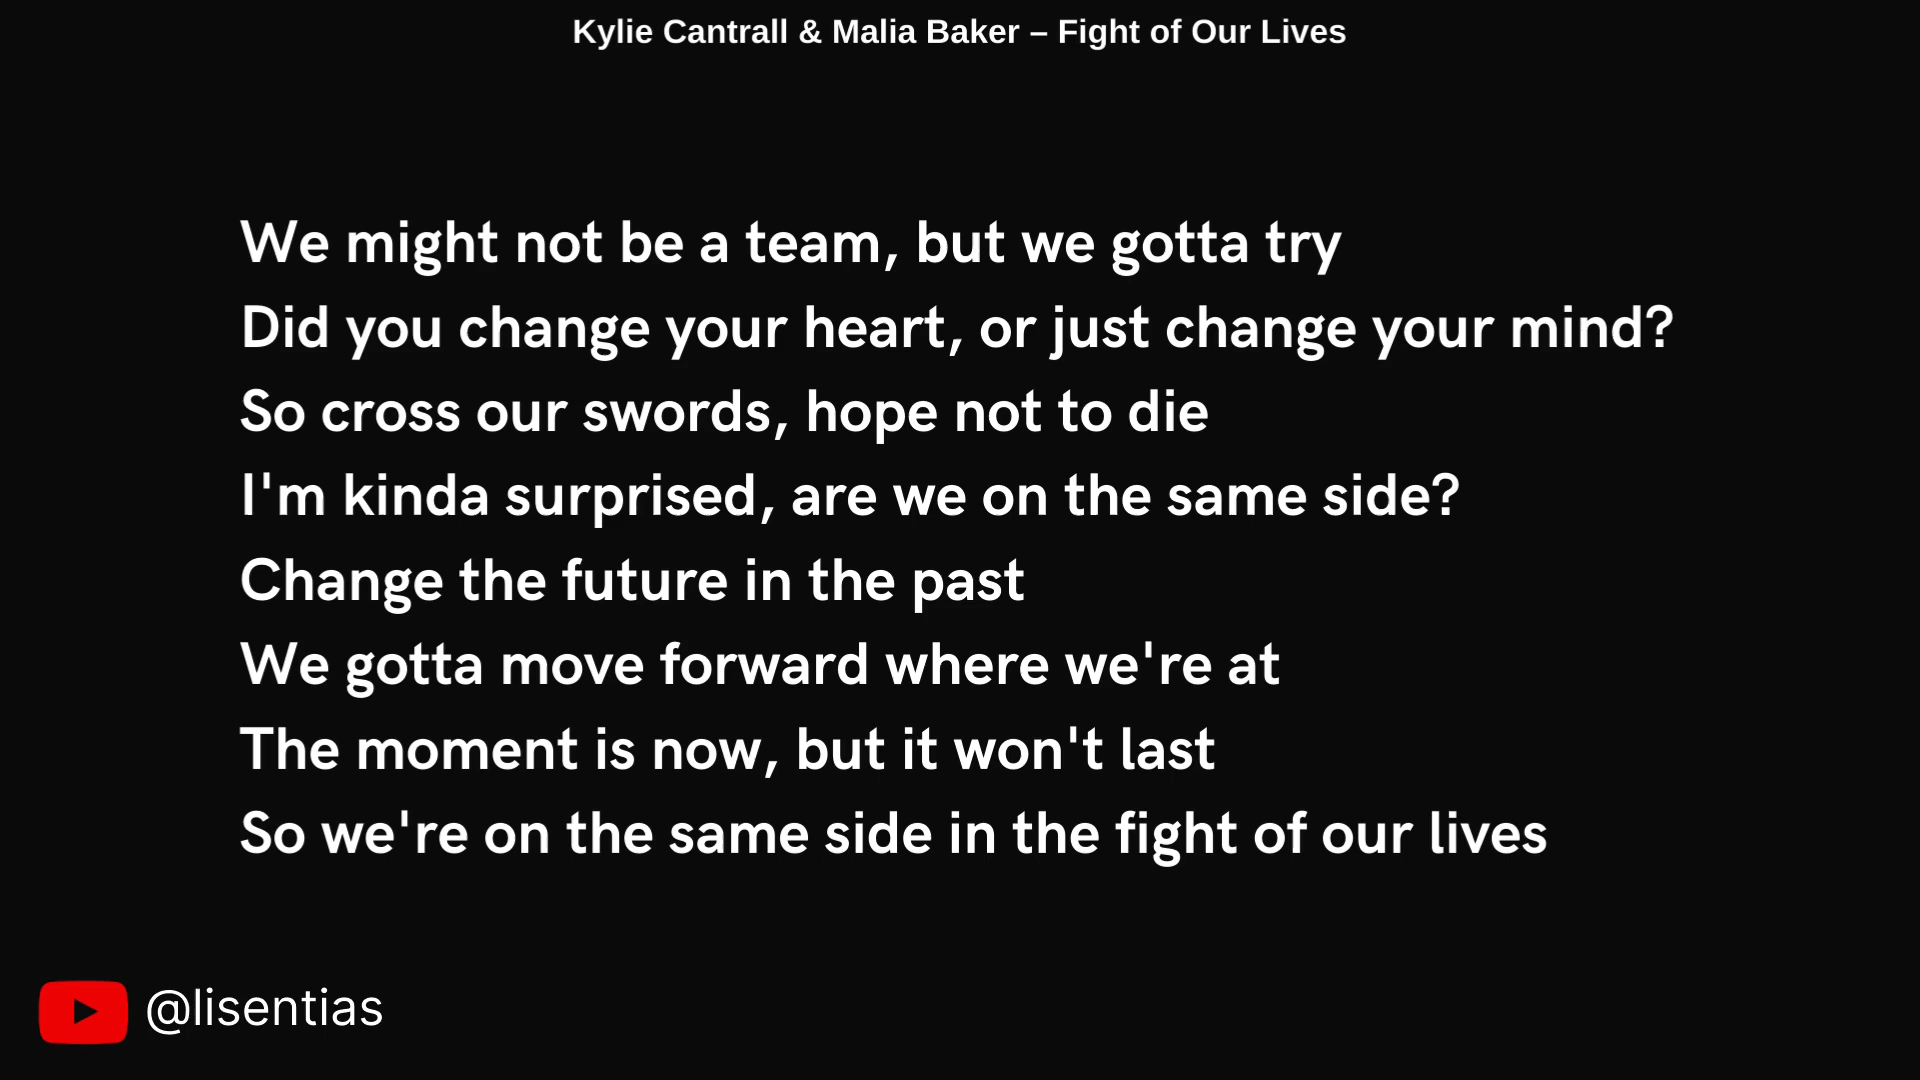 Kylie Cantrall & Malia Baker – Fight of Our Lives
We might not be a team, but we gotta try
Did you change your heart, or just change your mind?
So cross our swords, hope not to die
I'm kinda surprised, are we on the same side?
Change the future in the past
We gotta move forward where we're at
The moment is now, but it won't last
So we're on the same side in the fight of our lives
@lisentias